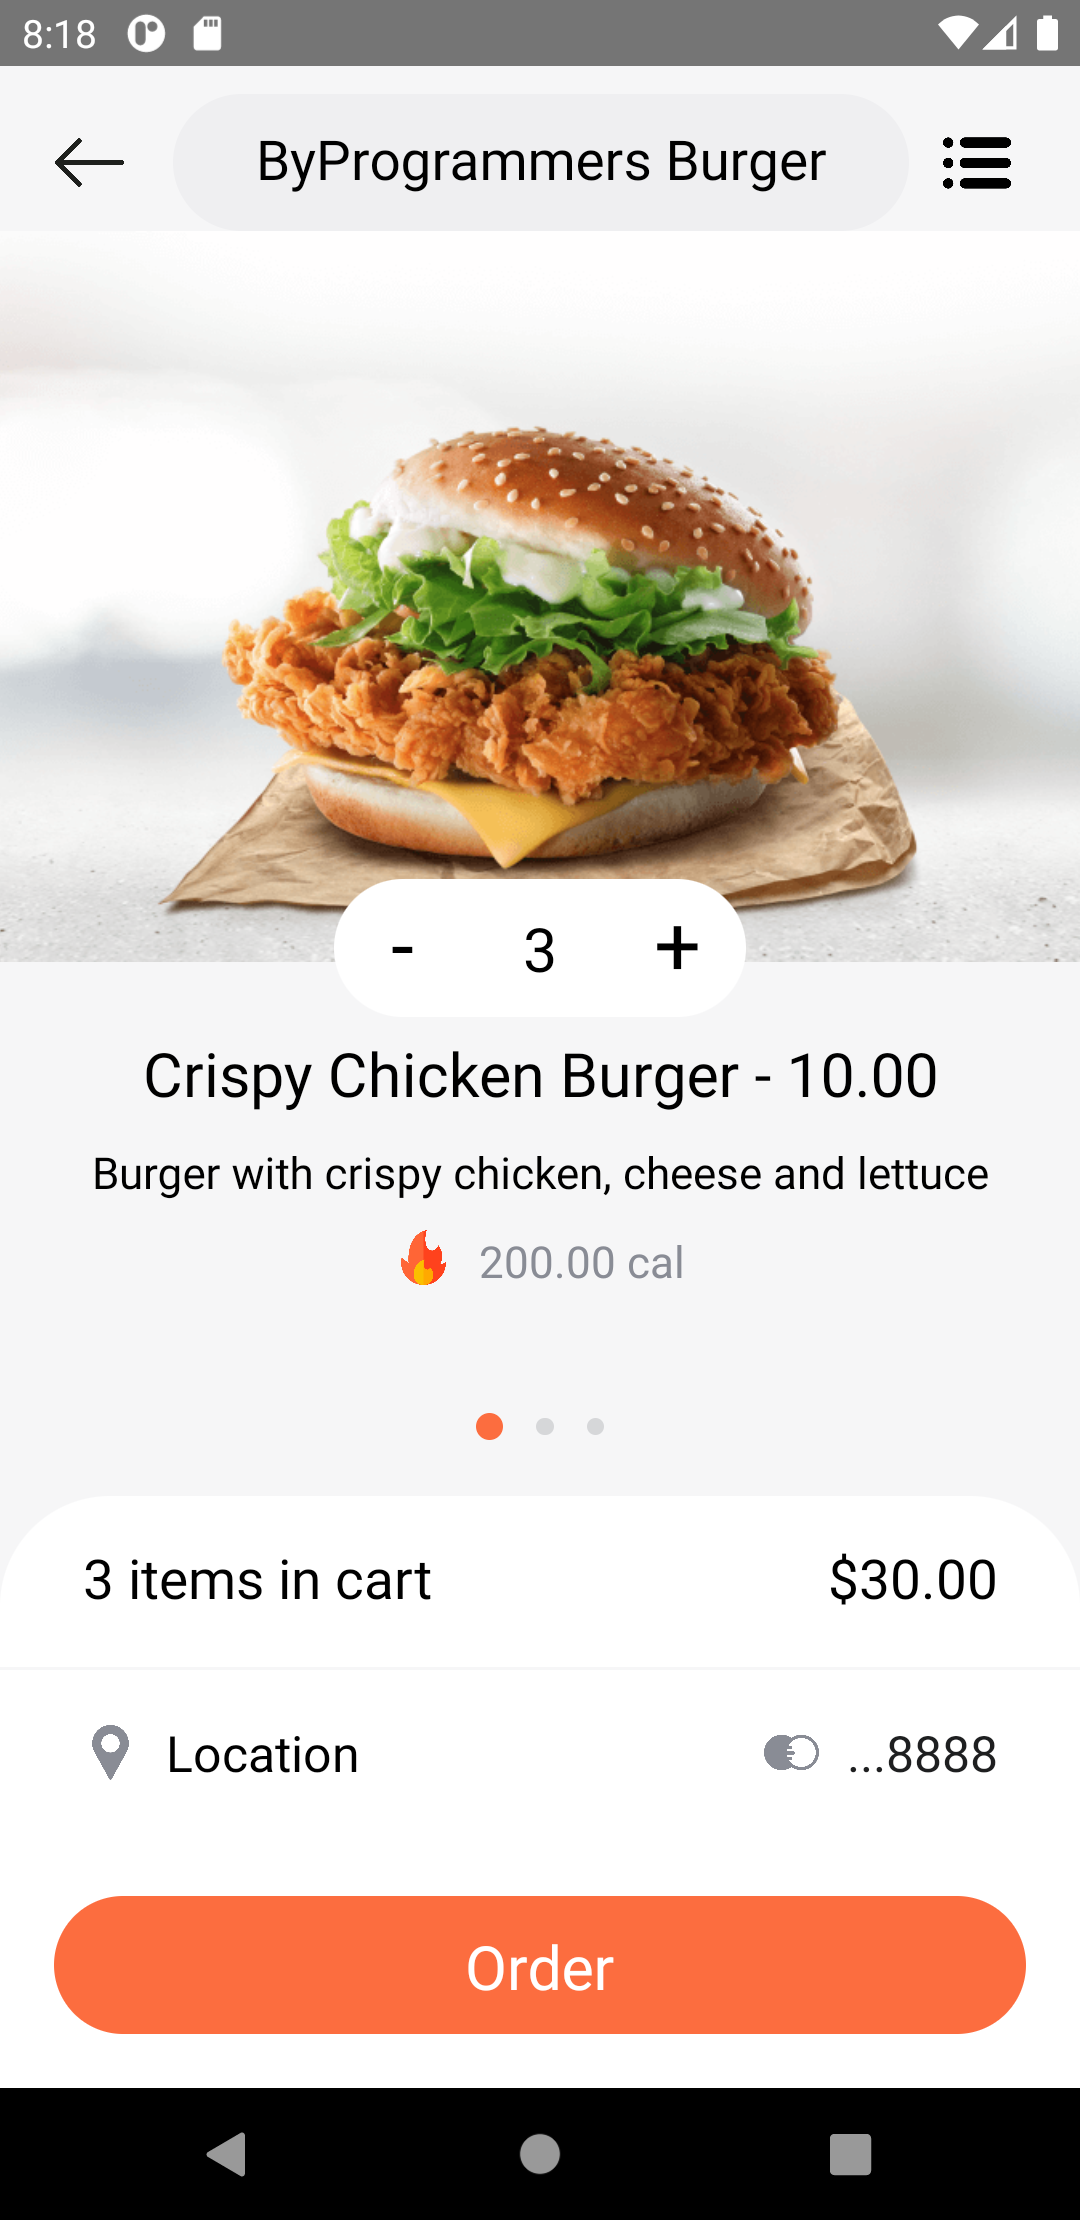 8:18
ByProgrammers Burger
- 3 +
Crispy Chicken Burger - 10.00
Burger with crispy chicken, cheese and lettuce
200.00 cal
3 items in cart $30.00
Location ...8888
Order